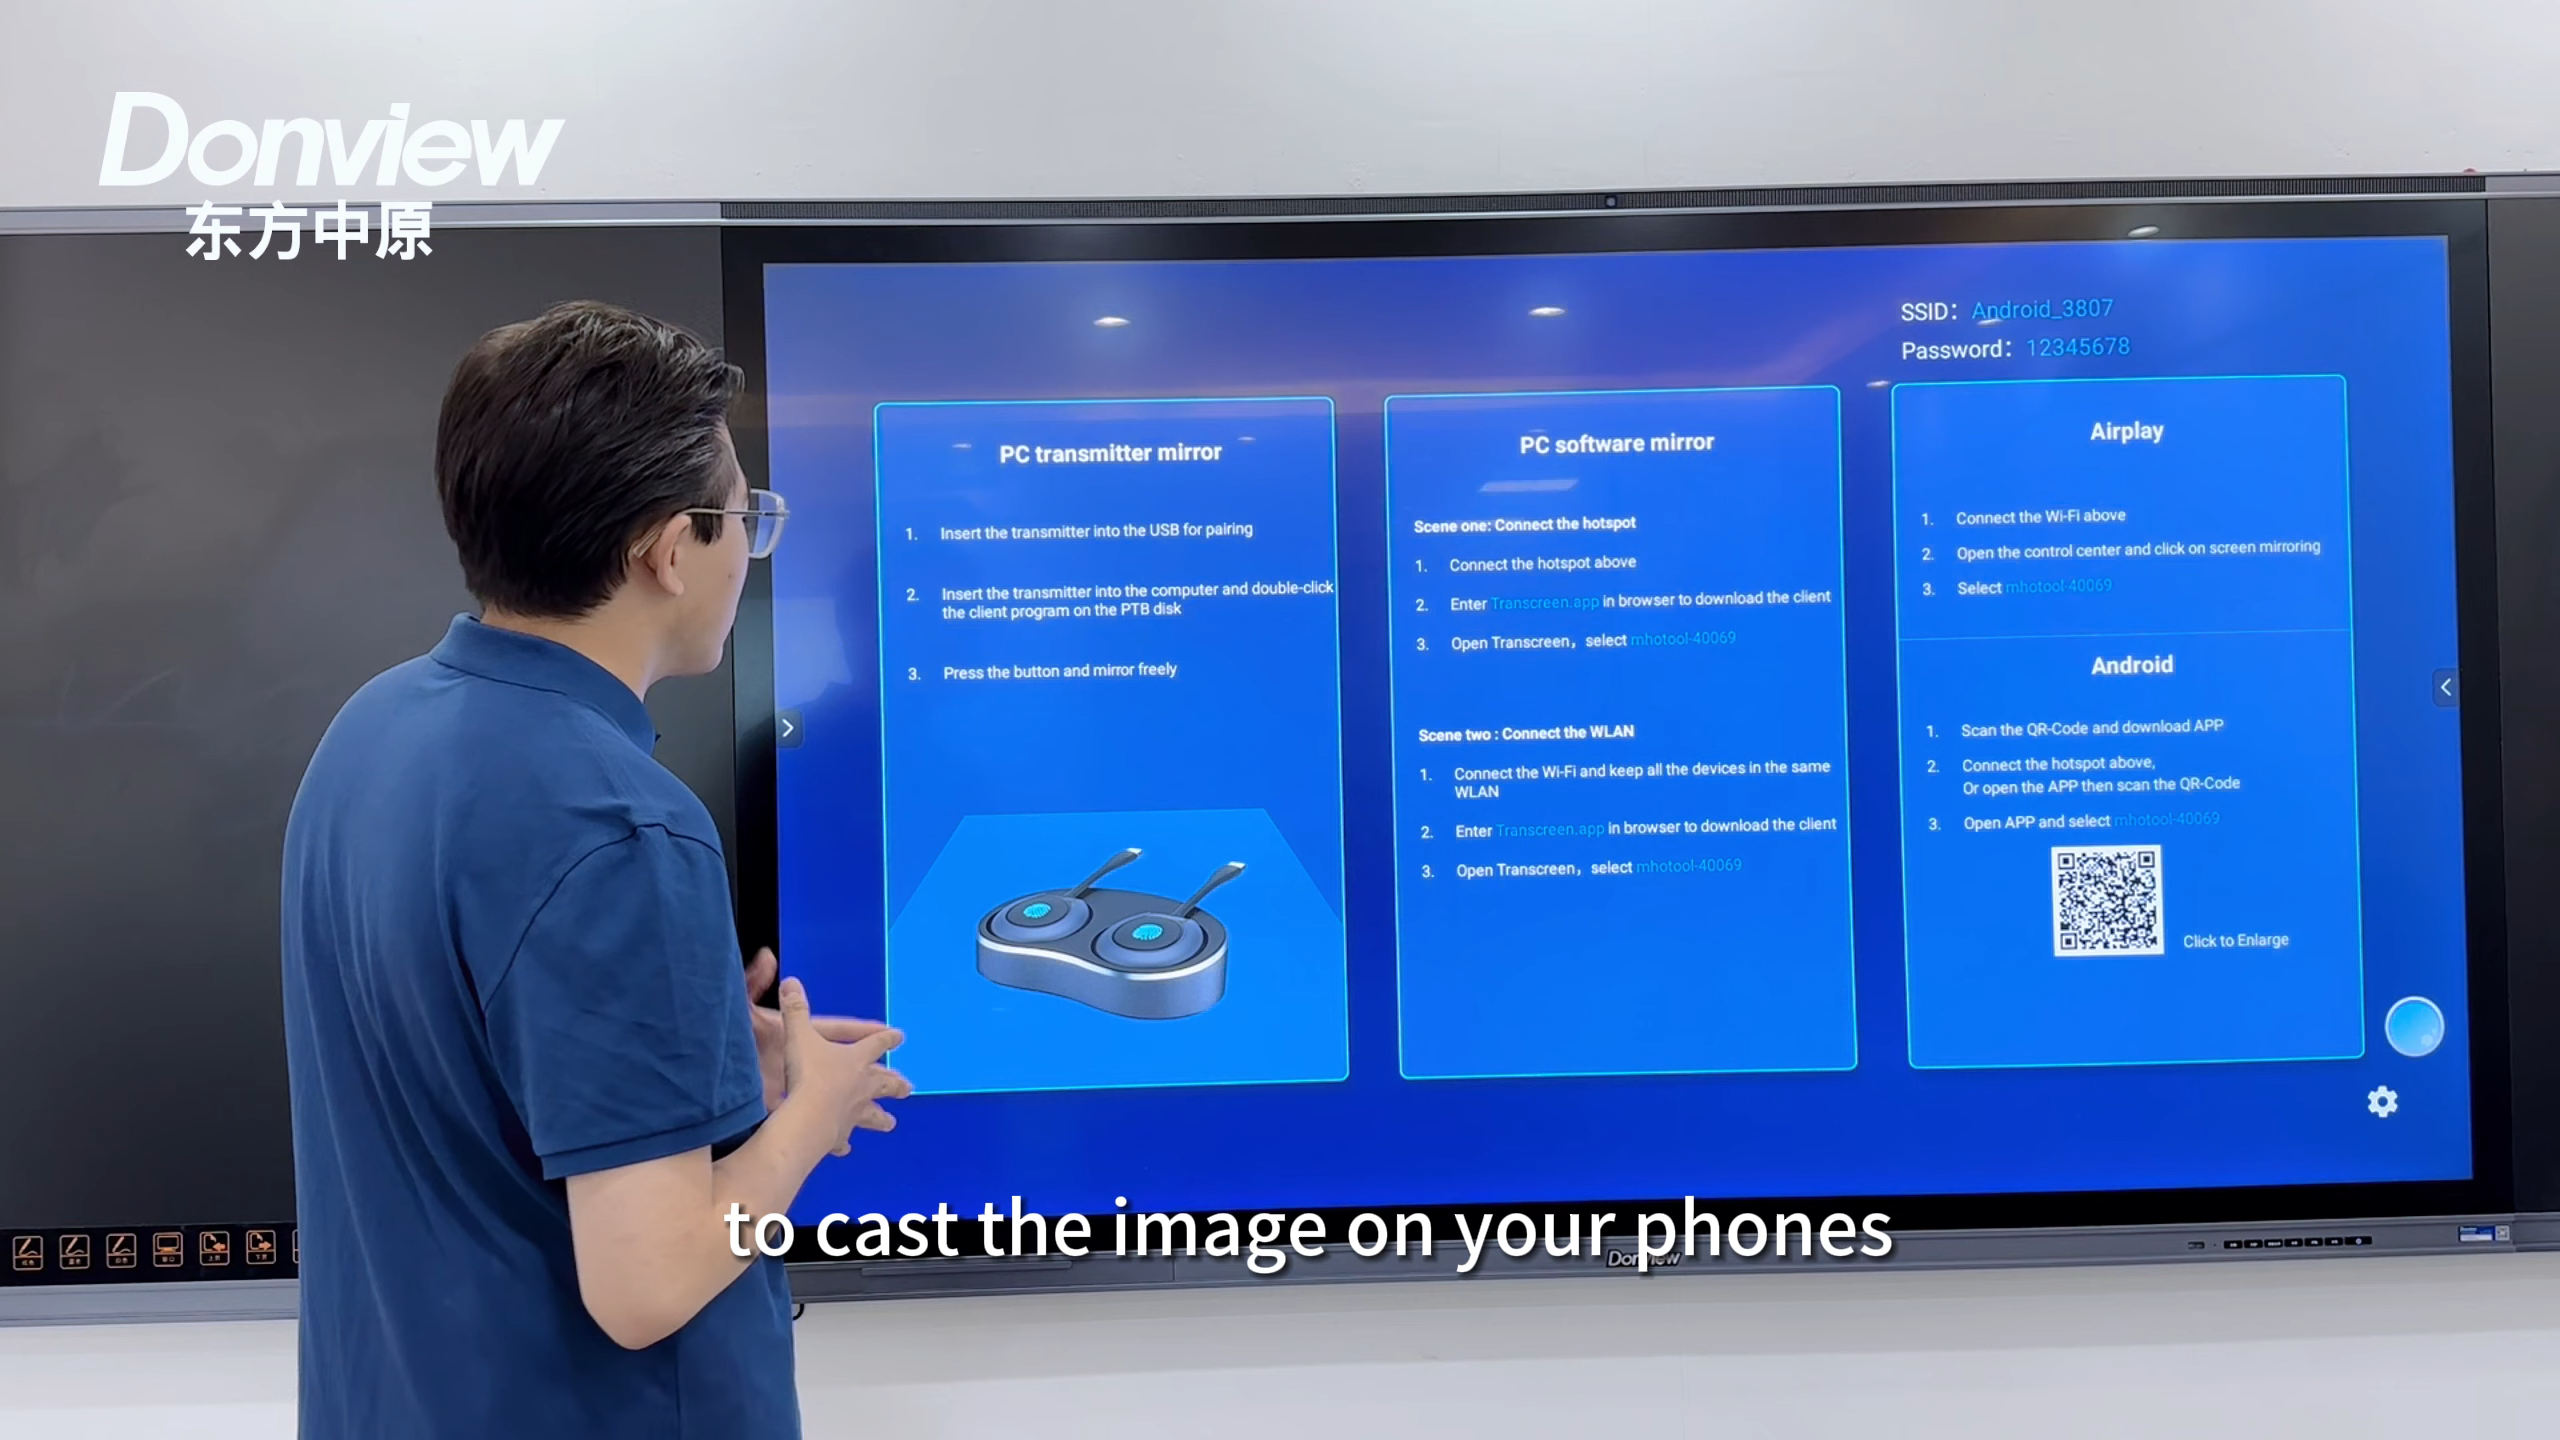 Donview
东方中原
SSID: Android_3807
Password: 12345678
PC transmitter mirror
1. Insert the transmitter into the USB for pairing
2. Insert the transmitter into the computer and double-click
the client program on the PTB disk
3. Press the button and mirror freely
PC software mirror
Scene one: Connect the hotspot
1. Connect the hotspot above
2. Enter Transcreen.app in browser to download the client
3. Open Transcreen，select mhotool-40069
Scene two : Connect the WLAN
1. Connect the Wi-Fi and keep all the devices in the same
WLAN
2. Enter Transcreen.app in browser to download the client
3. Open Transcreen，select mhotool-40069
Airplay
1. Connect the Wi-Fi above
2. Open the control center and click on screen mirroring
3. Select mhotool-40069
Android
1. Scan the QR-Code and download APP
2. Connect the hotspot above,
Or open the APP then scan the QR-Code
3. Open APP and select mhotool-40069
Click to Enlarge
to cast the image on your phones
Donview